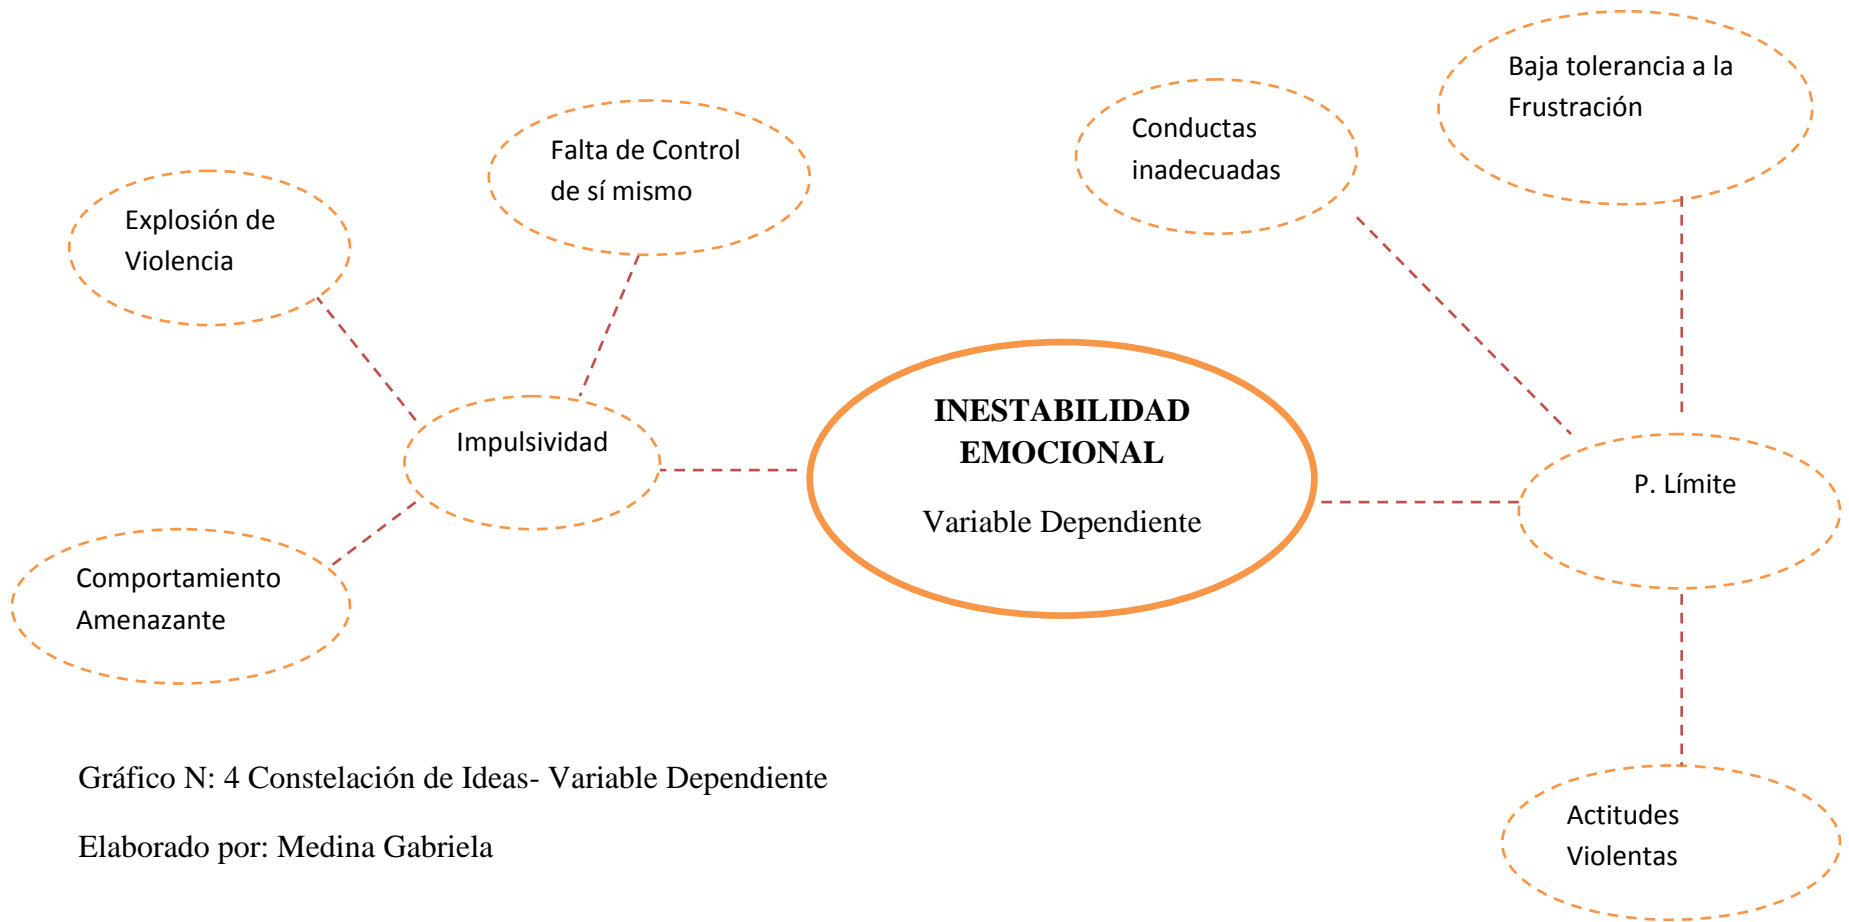 Baja tolerancia a la
Frustración
Conductas
inadecuadas
Falta de Control
de sí mismo
Explosión de
Violencia
INESTABILIDAD
EMOCIONAL
Variable Dependiente
Impulsividad
P. Límite
Comportamiento
Amenazante
Gráfico N: 4 Constelación de Ideas- Variable Dependiente
Elaborado por: Medina Gabriela
Actitudes
Violentas